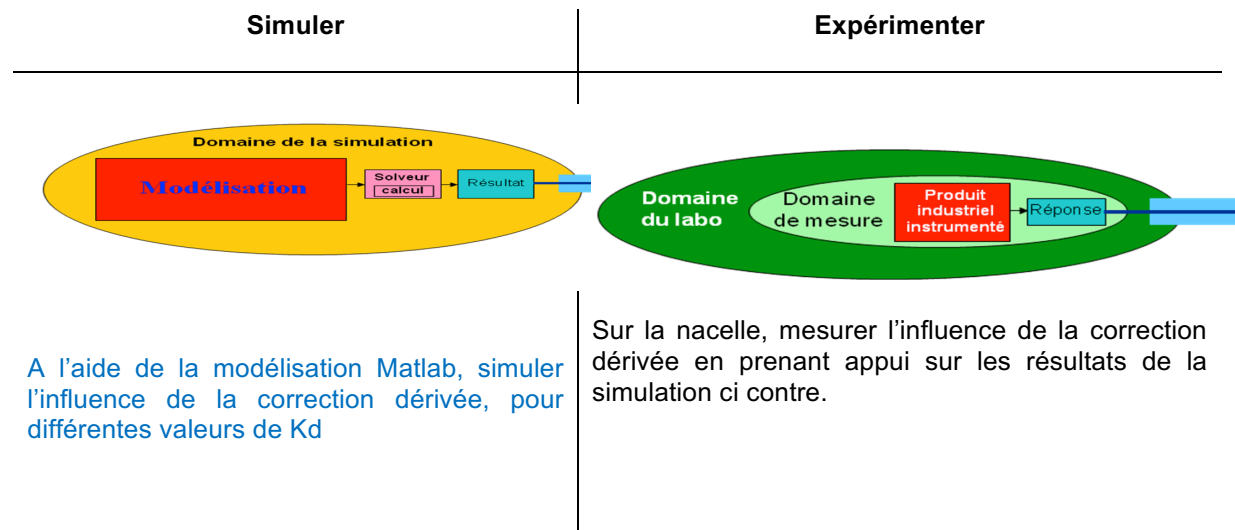 Simuler
Expérimenter
Domaine de la simulation
Modélisation
Solveur
calcul
Résultat
Domaine
du labo
Domaine
de mesure
Produit
industriel
instrumenté
Réponse
A l’aide de la modélisation Matlab, simuler
l’influence de la correction dérivée, pour
différentes valeurs de Kd
Sur la nacelle, mesurer l’influence de la correction
dérivée en prenant appui sur les résultats de la
simulation ci contre.